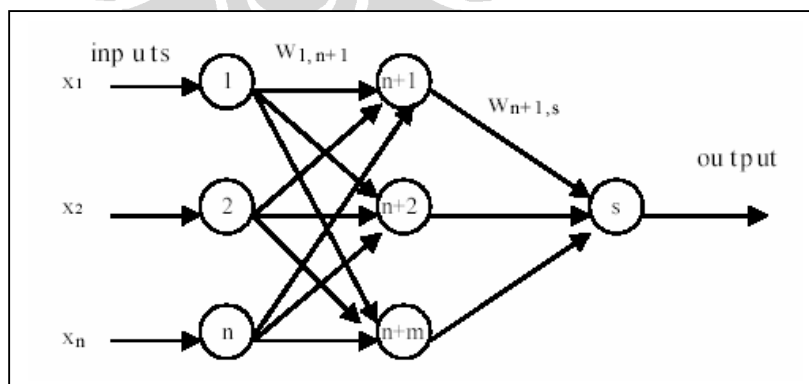 inputs
W1,n+1
x1
1
n+1
Wn+1,s
output
x2
2
n+2
s
xn
n
n+m